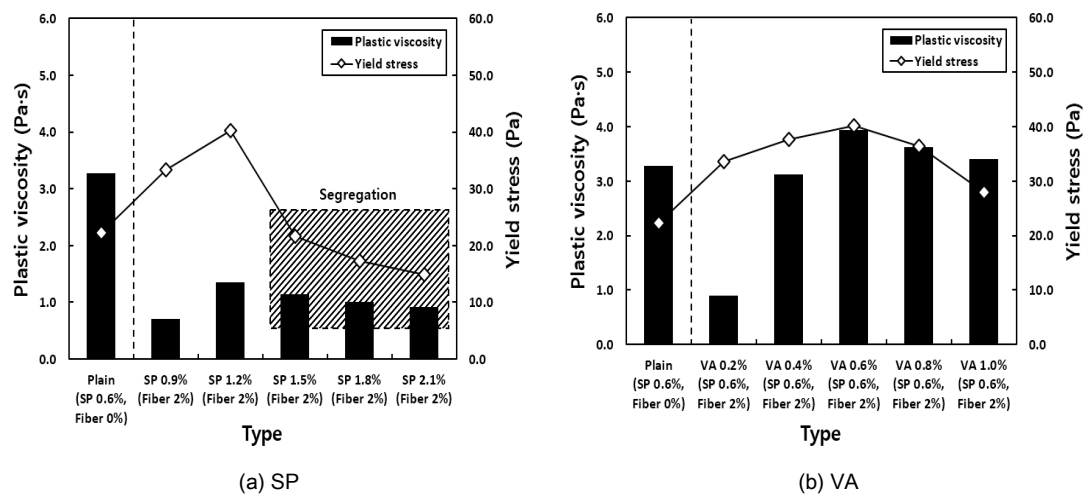 6.0
5.0
4.0
3.0
2.0
1.0
0.0
Plastic viscosity (Pa·s)
Plastic viscosity
Yield stress
Segregation
60.0
50.0
40.0
30.0
20.0
10.0
0.0
Yield stress (Pa)
Plain
(SP 0.6%,
Fiber 0%)
SP 0.9%
(Fiber 2%)
SP 1.2%
(Fiber 2%)
SP 1.5%
(Fiber 2%)
SP 1.8%
(Fiber 2%)
SP 2.1%
(Fiber 2%)
Type
(a) SP
6.0
5.0
4.0
3.0
2.0
1.0
0.0
Plastic viscosity (Pa·s)
Plastic viscosity
Yield stress
60.0
50.0
40.0
30.0
20.0
10.0
0.0
Yield stress (Pa)
Plain
(SP 0.6%,
Fiber 0%)
VA 0.2%
(SP 0.6%,
Fiber 2%)
VA 0.4%
(SP 0.6%,
Fiber 2%)
VA 0.6%
(SP 0.6%,
Fiber 2%)
VA 0.8%
(SP 0.6%,
Fiber 2%)
VA 1.0%
(SP 0.6%,
Fiber 2%)
Type
(b) VA